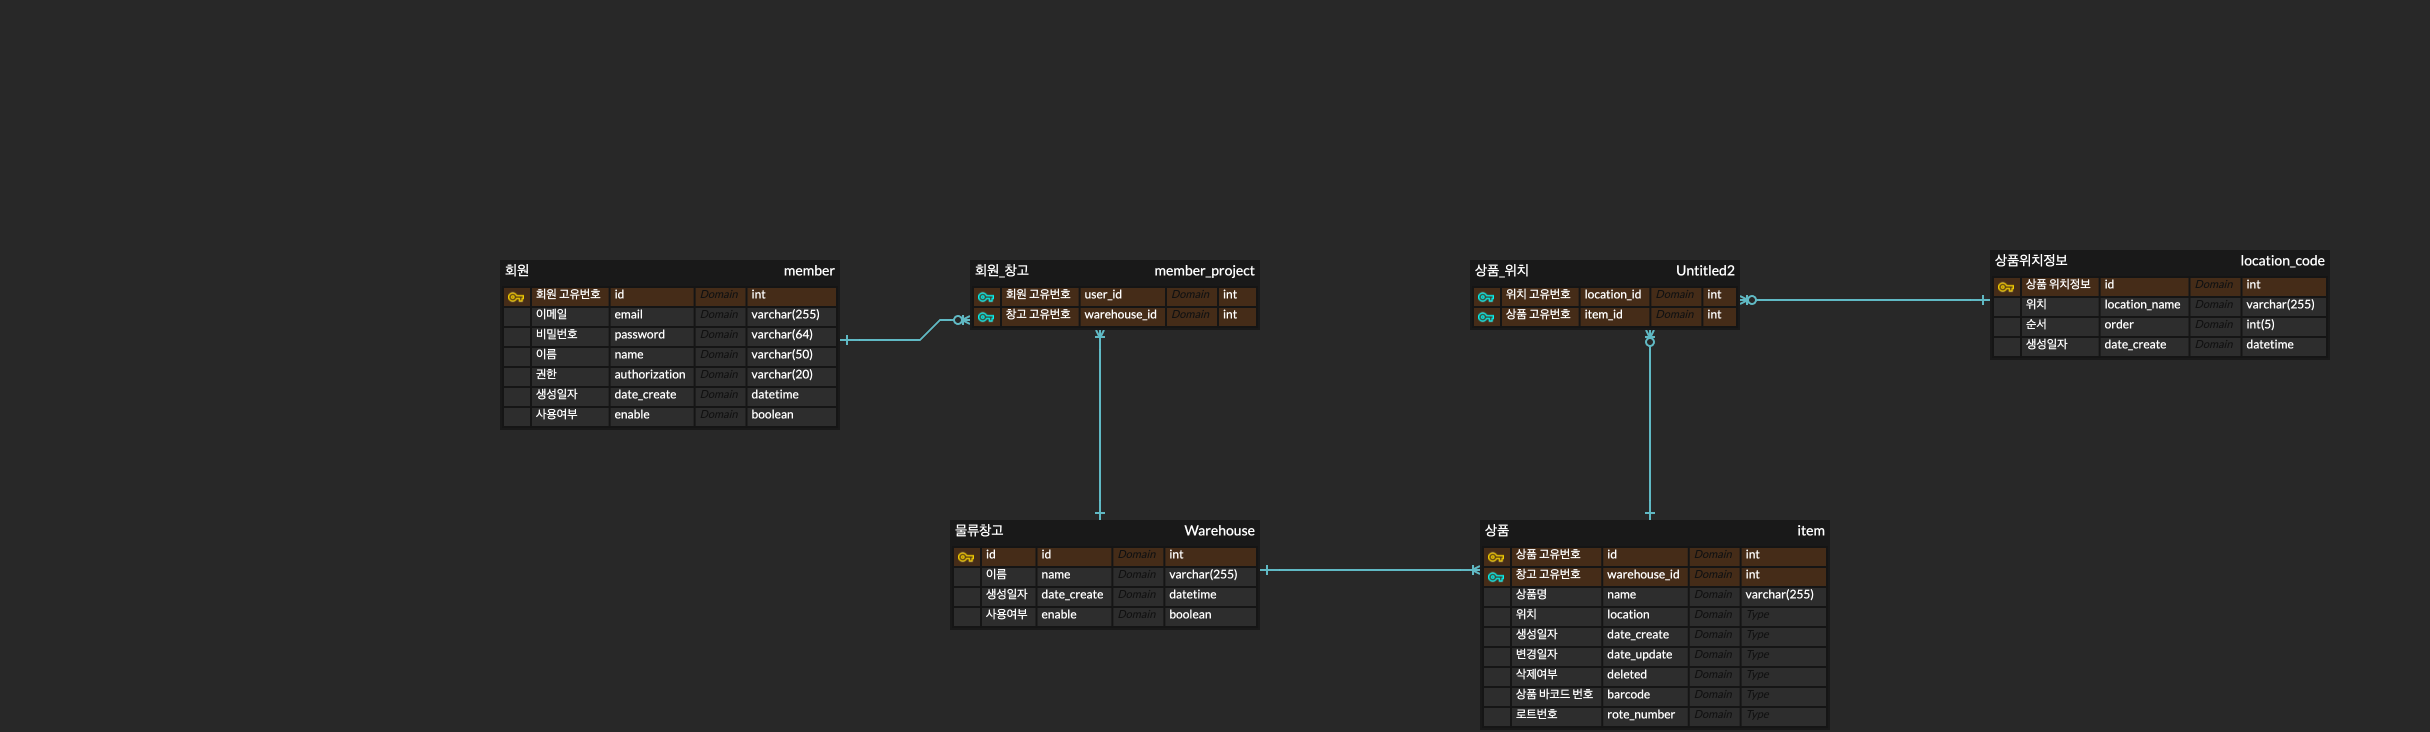 회원 member
회원 고유번호 id Domain int
이메일 email Domain varchar(255)
비밀번호 password Domain varchar(64)
이름 name Domain varchar(50)
권한 authorization Domain varchar(20)
생성일자 date_create Domain datetime
사용여부 enable Domain boolean
회원_창고 member_project
회원 고유번호 user_id Domain int
창고 고유번호 warehouse_id Domain int
상품_위치 Untitled2
위치 고유번호 location_id Domain int
상품 고유번호 item_id Domain int
상품위치정보 location_code
상품 위치정보 id Domain int
위치 location_name Domain varchar(255)
순서 order Domain int(5)
생성일자 date_create Domain datetime
물류창고 Warehouse
id id Domain int
이름 name Domain varchar(255)
생성일자 date_create Domain datetime
사용여부 enable Domain boolean
상품 item
상품 고유번호 id Domain int
창고 고유번호 warehouse_id Domain int
상품명 name Domain varchar(255)
위치 location Domain Type
생성일자 date_create Domain Type
변경일자 date_update Domain Type
삭제여부 deleted Domain Type
상품 바코드 번호 barcode Domain Type
로트번호 rote_number Domain Type